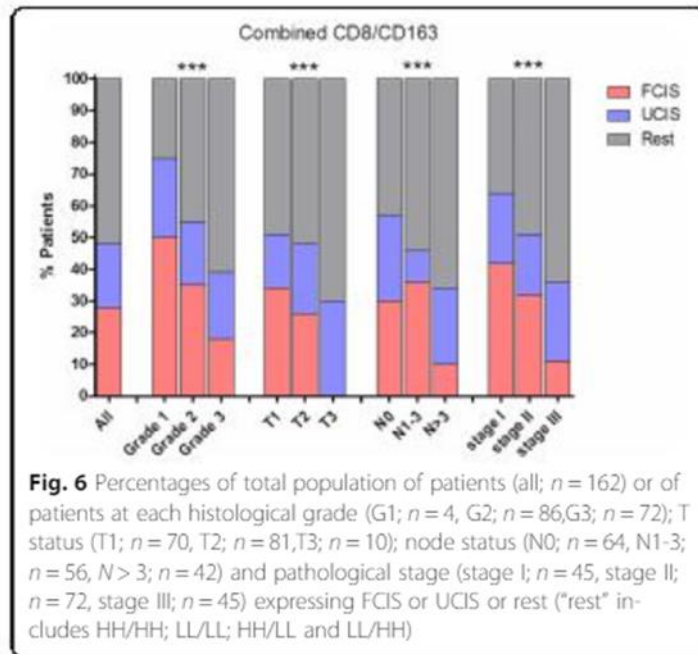 Combined CD8/CD163
*** *** *** ***
100
90
80
70
60
50
40
30
20
10
0
% Patients
FCIS
UCIS
Rest
All Grade 1 Grade 2 Grade 3 T1 T2 T3 N0 N1-3 N>3 stage I stage II stage III
Fig. 6 Percentages of total population of patients (all; n = 162) or of
patients at each histological grade (G1; n = 4, G2; n = 86,G3; n = 72); T
status (T1; n = 70, T2; n = 81,T3; n = 10); node status (N0; n = 64, N1-3;
n = 56, N > 3; n = 42) and pathological stage (stage I; n = 45, stage II;
n = 72, stage III; n = 45) expressing FCIS or UCIS or rest ("rest" in-
cludes HH/HH; LL/LL; HH/LL and LL/HH)